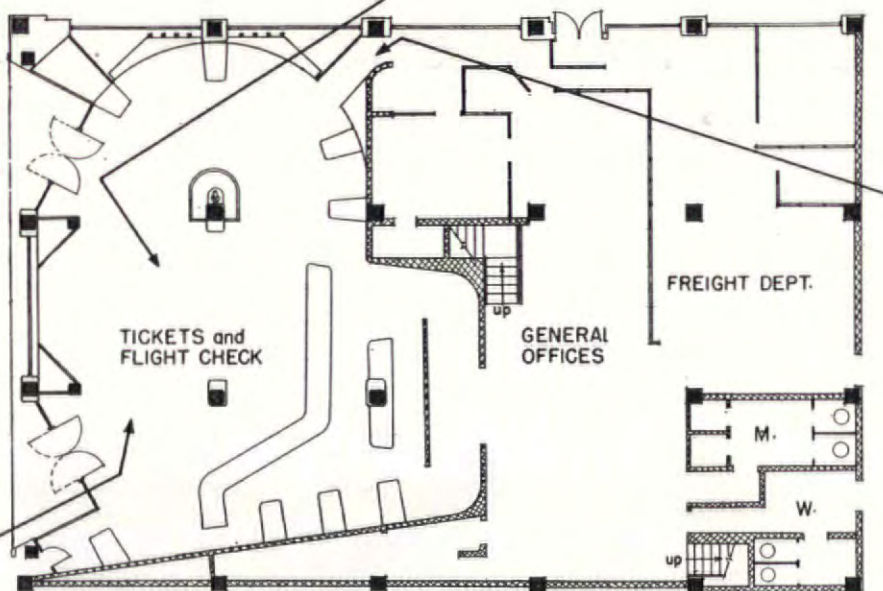 FREIGHT DEPT.
up
TICKETS and
FLIGHT CHECK
GENERAL
OFFICES
M.
W.
up